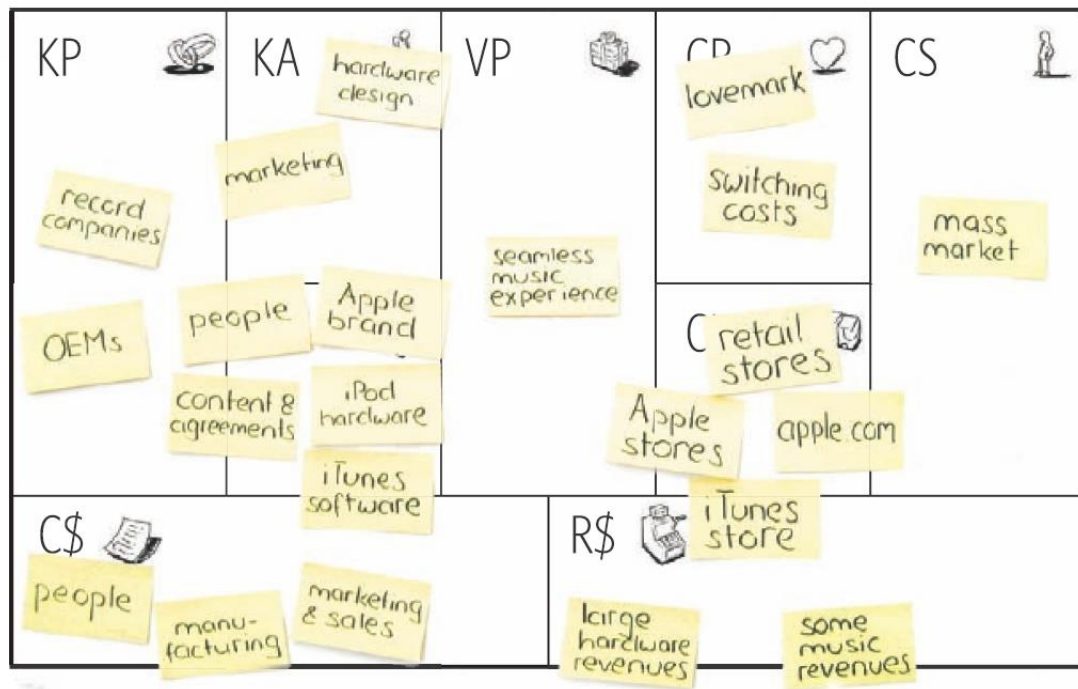 KP
record
companies
OEMs
KA
hardware
design
marketing
people
Apple
brand
content &
agreements
iPod
hardware
iTunes
software
VP
seamless
music
experience
CR
lovemark
switching
costs
C
retail
stores
Apple
stores
apple.com
iTunes
store
CS
mass
market
C$
people
manu-
facturing
marketing
& sales
R$
large
hardware
revenues
some
music
revenues